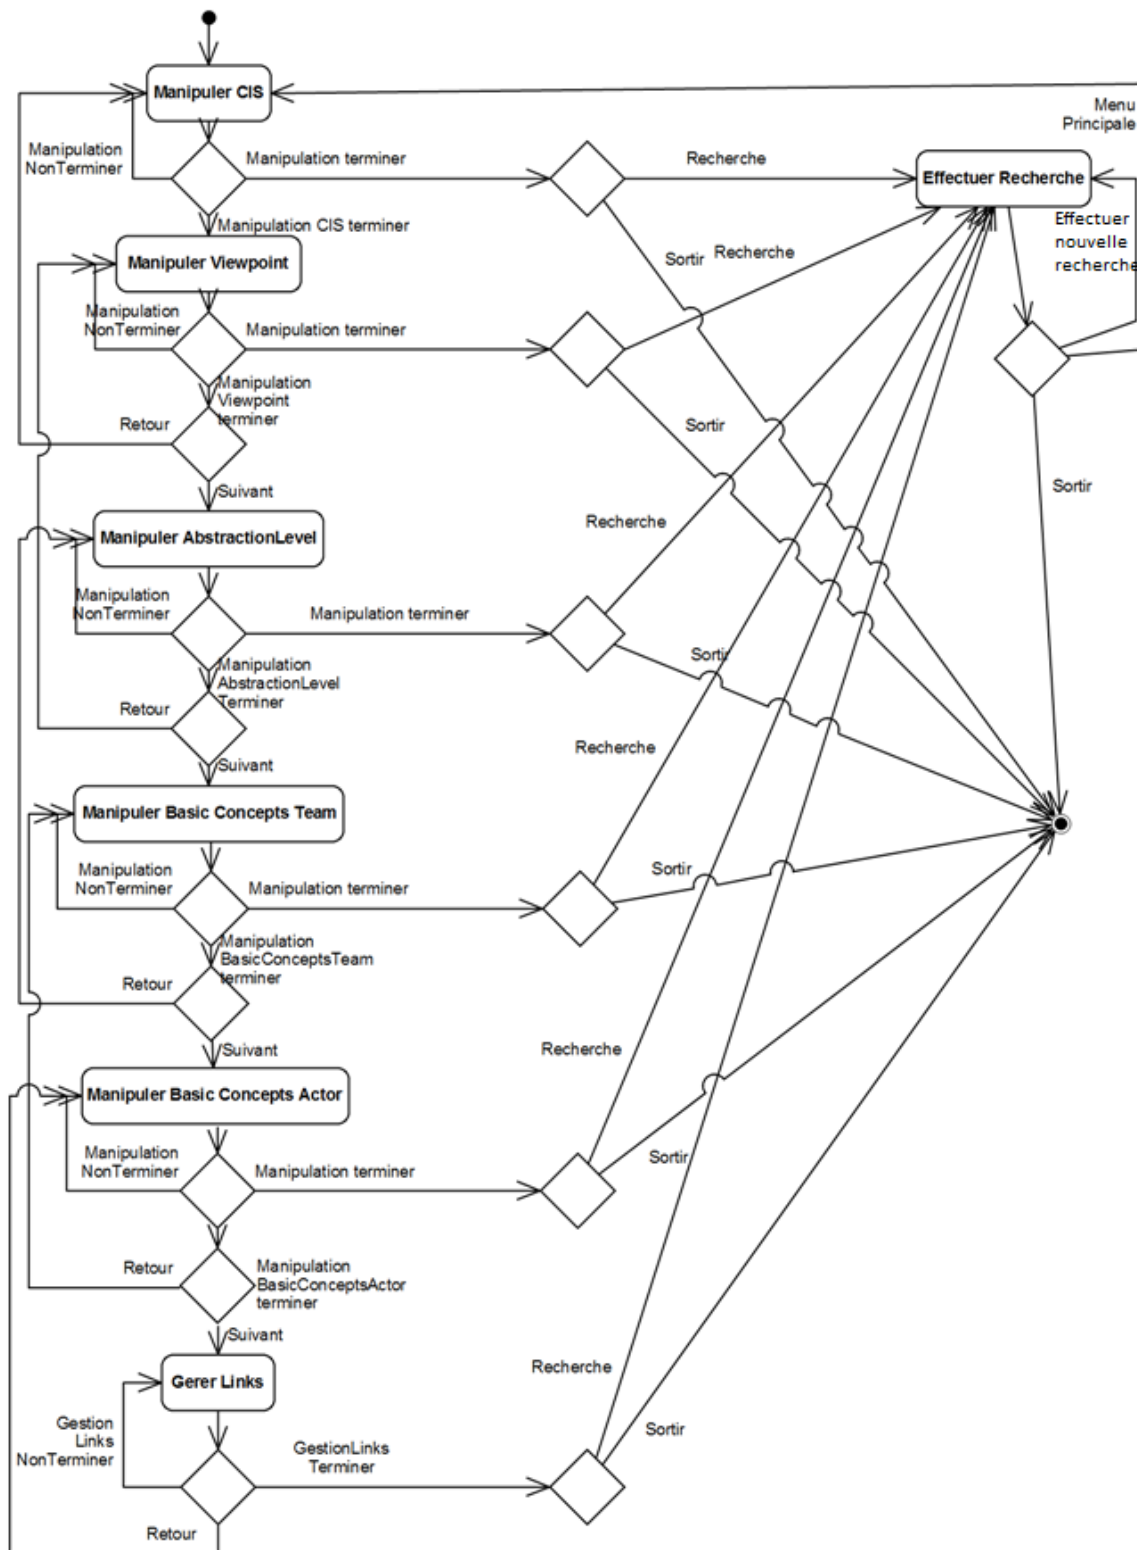 Manipuler CIS
Menu
Principale
Manipulation
NonTerminer
Manipulation terminer
Recherche
Effectuer Recherche
Manipulation CIS terminer
Effectuer
nouvelle
recherche
Sortir
Recherche
Manipuler Viewpoint
Manipulation
NonTerminer
Manipulation terminer
Manipulation
Viewpoint
terminer
Retour
Sortir
Sortir
Suivant
Recherche
Manipuler AbstractionLevel
Manipulation
NonTerminer
Manipulation terminer
Manipulation
AbstractionLevel
Terminer
Sortir
Retour
Suivant
Recherche
Manipuler Basic Concepts Team
Manipulation
NonTerminer
Manipulation terminer
Sortir
Manipulation
BasicConceptsTeam
terminer
Retour
Suivant
Recherche
Manipuler Basic Concepts Actor
Manipulation
NonTerminer
Manipulation terminer
Sortir
Retour
Manipulation
BasicConceptsActor
terminer
Suivant
Recherche
Gerer Links
Gestion
Links
NonTerminer
GestionLinks
Terminer
Sortir
Retour